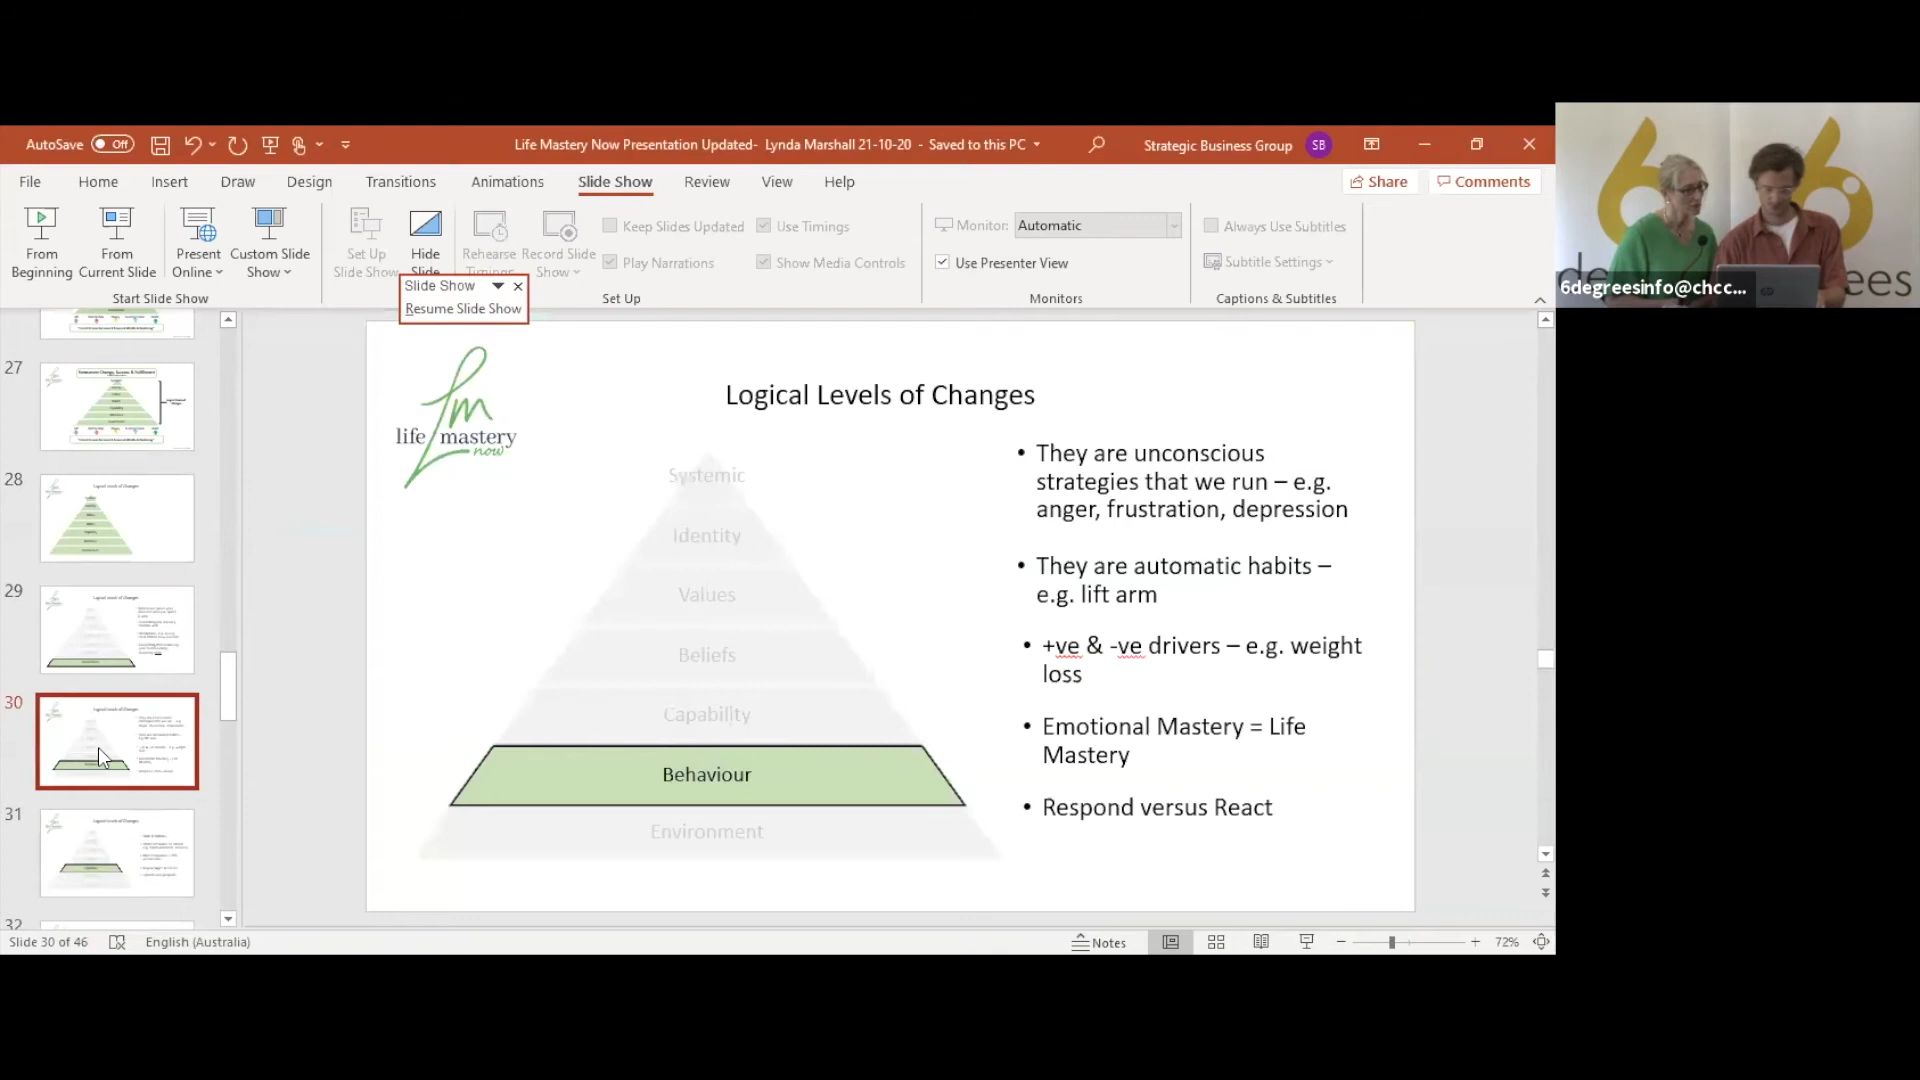 AutoSave Off
Life Mastery Now Presentation Updated- Lynda Marshall 21-10-20 - Saved to this PC
Strategic Business Group SB
File Home Insert Draw Design Transitions Animations Slide Show Review View Help
Share Comments
From Beginning
From Current Slide
Present Online
Custom Slide Show
Set Up Slide Show
Hide Slide
Rehearse Timings
Record Slide Show
Keep Slides Updated
Use Timings
Play Narrations
Show Media Controls
Monitor: Automatic
Use Presenter View
Always Use Subtitles
Subtitle Settings
Start Slide Show
Set Up
Monitors
Captions & Subtitles
Slide Show
Resume Slide Show
6degreesinfo@chcc...
ees
27
28
29
30
31
32
life mastery
now
Logical Levels of Changes
Systemic
Identity
Values
Beliefs
Capability
Behaviour
Environment
• They are unconscious
strategies that we run – e.g.
anger, frustration, depression
• They are automatic habits –
e.g. lift arm
• +ve & -ve drivers – e.g. weight
loss
• Emotional Mastery = Life
Mastery
• Respond versus React
Slide 30 of 46
English (Australia)
Notes
72%